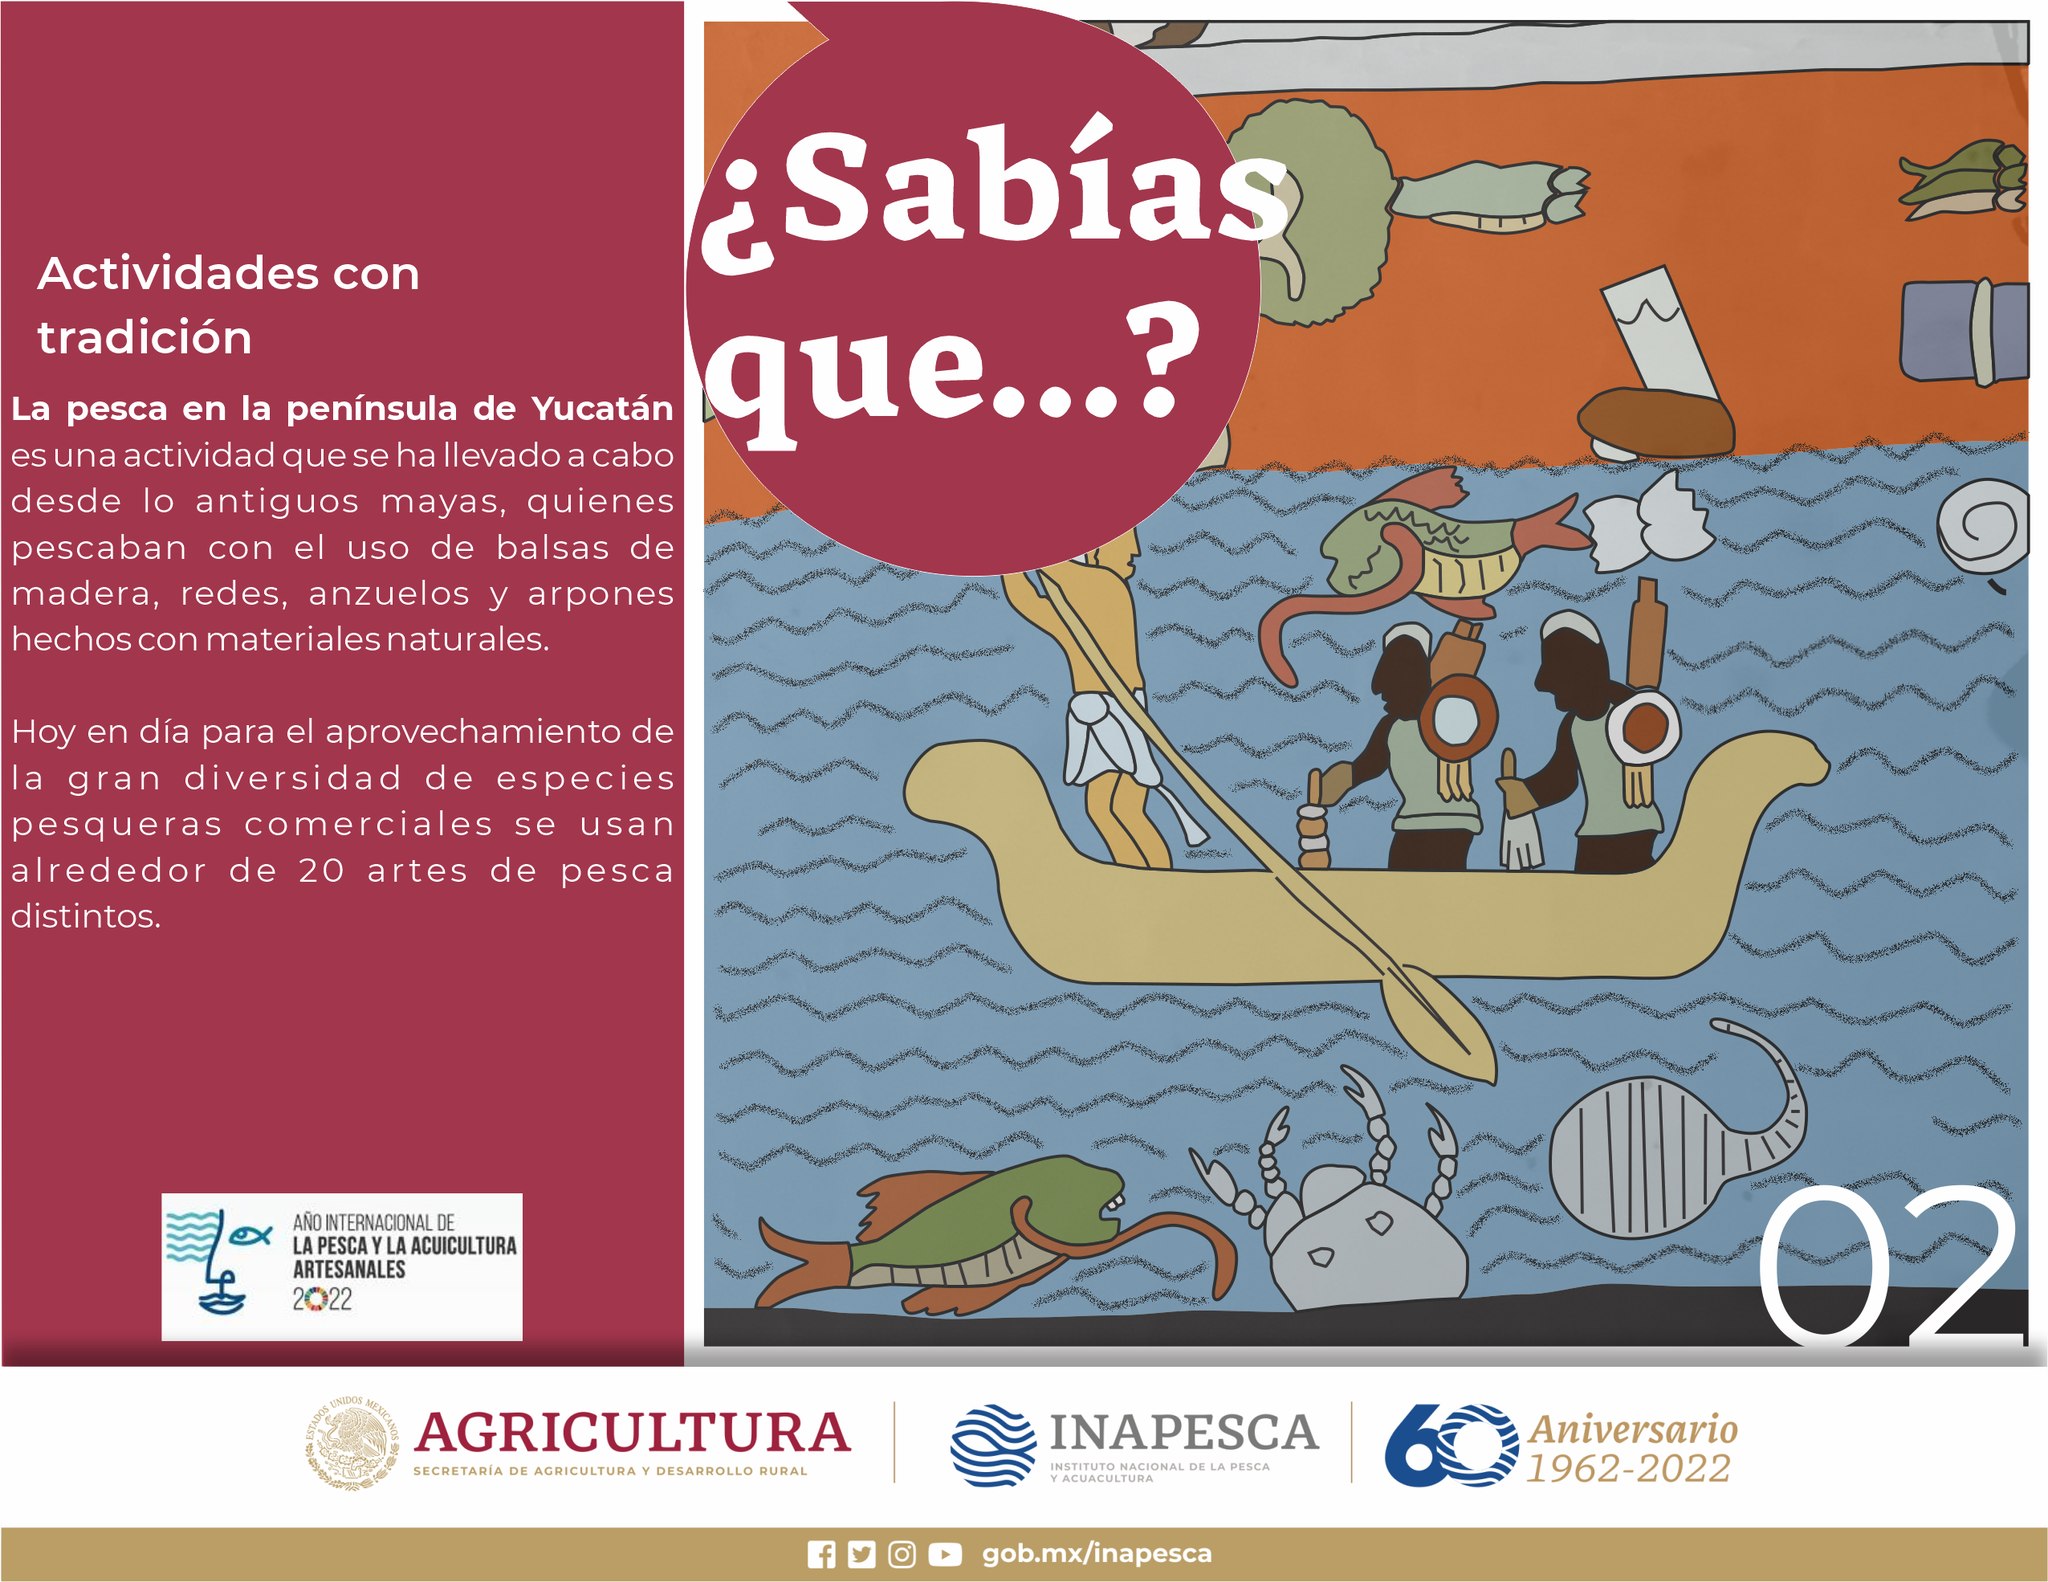 ¿Sabías
que...?
Actividades con
tradición
La pesca en la península de Yucatán
es una actividad que se ha llevado a cabo
desde lo antiguos mayas, quienes
pescaban con el uso de balsas de
madera, redes, anzuelos y arpones
hechos con materiales naturales.
Hoy en día para el aprovechamiento de
la gran diversidad de especies
pesqueras comerciales se usan
alrededor de 20 artes de pesca
distintos.
AÑO INTERNACIONAL DE
LA PESCA Y LA ACUICULTURA
ARTESANALES
2022
02
ESTADOS UNIDOS MEXICANOS
AGRICULTURA
SECRETARÍA DE AGRICULTURA Y DESARROLLO RURAL
INAPESCA
INSTITUTO NACIONAL DE LA PESCA
Y ACUACULTURA
60 Aniversario
1962-2022
gob.mx/inapesca